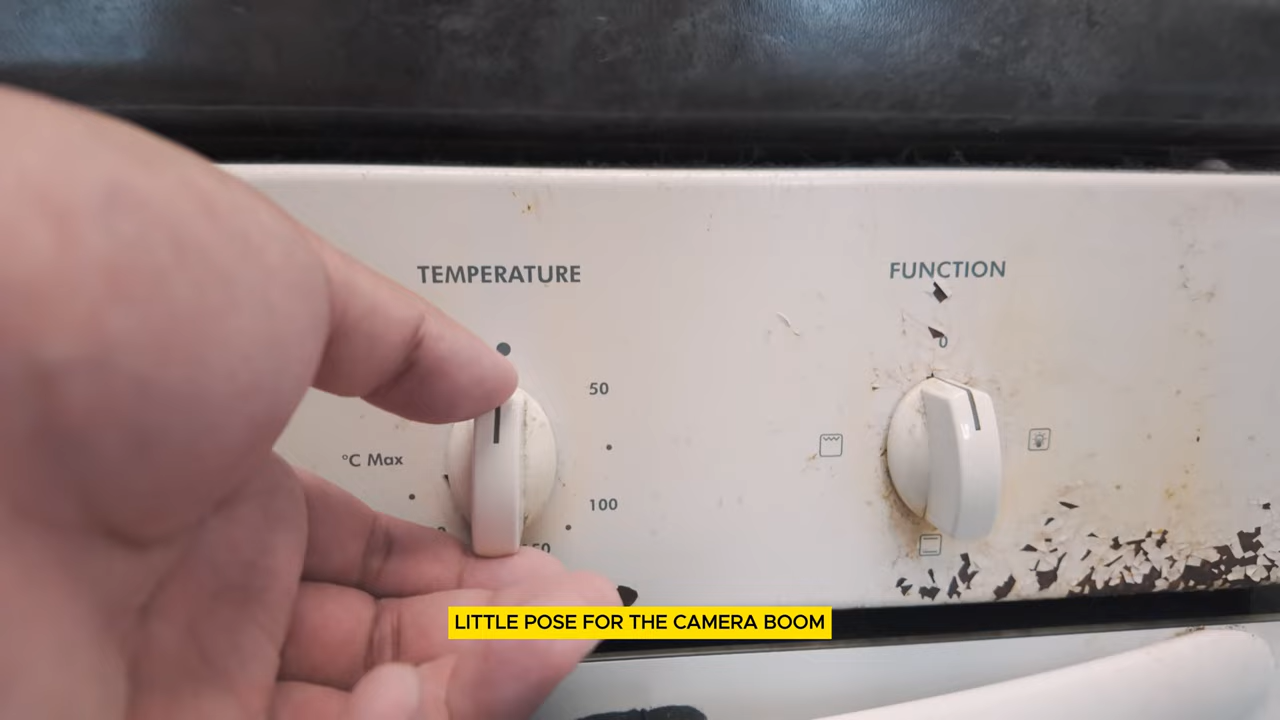 TEMPERATURE
FUNCTION
0
50
°C Max
100
LITTLE POSE FOR THE CAMERA BOOM